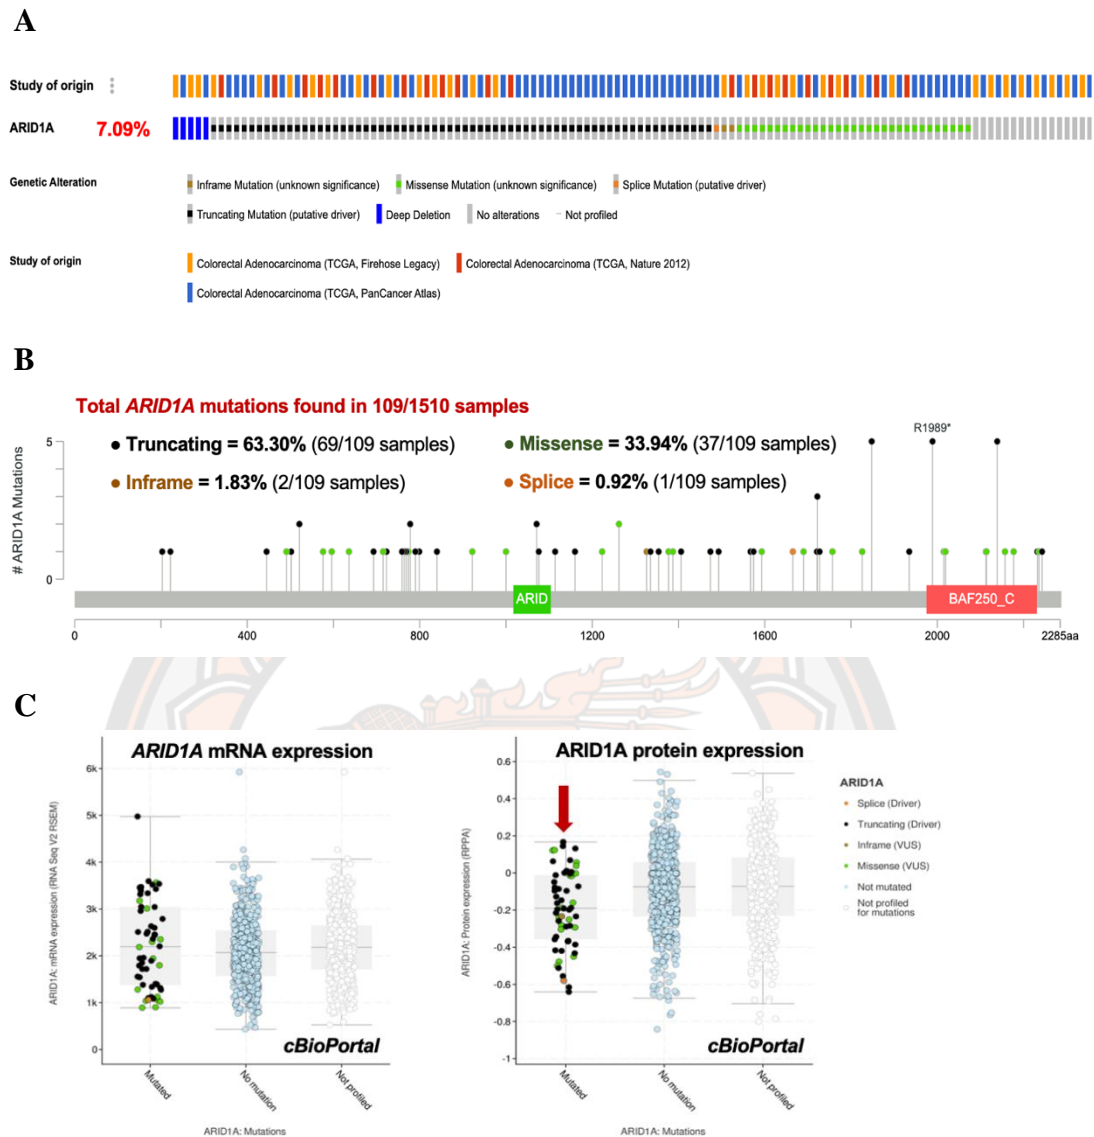 A
Study of origin
ARID1A 7.09%
Genetic Alteration
Inframe Mutation (unknown significance) Missense Mutation (unknown significance) Splice Mutation (putative driver)
Truncating Mutation (putative driver) Deep Deletion No alterations Not profiled
Study of origin
Colorectal Adenocarcinoma (TCGA, Firehose Legacy) Colorectal Adenocarcinoma (TCGA, Nature 2012)
Colorectal Adenocarcinoma (TCGA, PanCancer Atlas)
B
Total ARID1A mutations found in 109/1510 samples
Truncating = 63.30% (69/109 samples) Missense = 33.94% (37/109 samples)
Inframe = 1.83% (2/109 samples) Splice = 0.92% (1/109 samples)
R1989*
# ARID1A Mutations
5
0
ARID BAF250_C
0 400 800 1200 1600 2000 2285aa
C
ARID1A mRNA expression
ARID1A: mRNA expression (RNA Seq V2 RSEM)
6k
5k
4k
3k
2k
1k
0
cBioPortal
Mutated No mutation Not profiled
ARID1A: Mutations
ARID1A protein expression
ARID1A: Protein expression (RPPA)
0.6
0.4
0.2
0
-0.2
-0.4
-0.6
-0.8
-1
cBioPortal
Mutated No mutation Not profiled
ARID1A: Mutations
ARID1A
Splice (Driver)
Truncating (Driver)
Inframe (VUS)
Missense (VUS)
Not mutated
Not profiled
for mutations